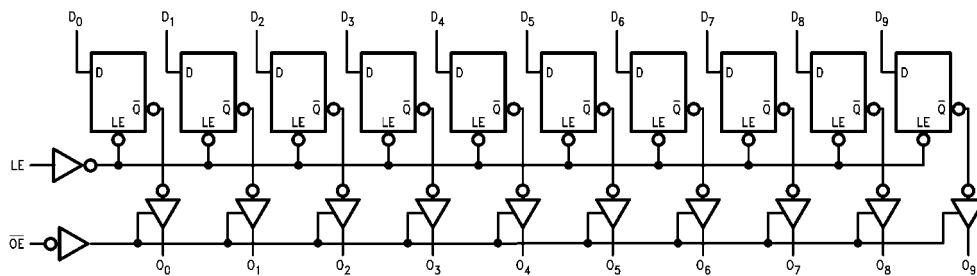 D₀ D₁ D₂ D₃ D₄ D₅ D₆ D₇ D₈ D₉
D D D D D D D D D D
Q̅ Q̅ Q̅ Q̅ Q̅ Q̅ Q̅ Q̅ Q̅ Q̅
LE LE LE LE LE LE LE LE LE LE
LE
O̅E̅
O₀ O₁ O₂ O₃ O₄ O₅ O₆ O₇ O₈ O₉